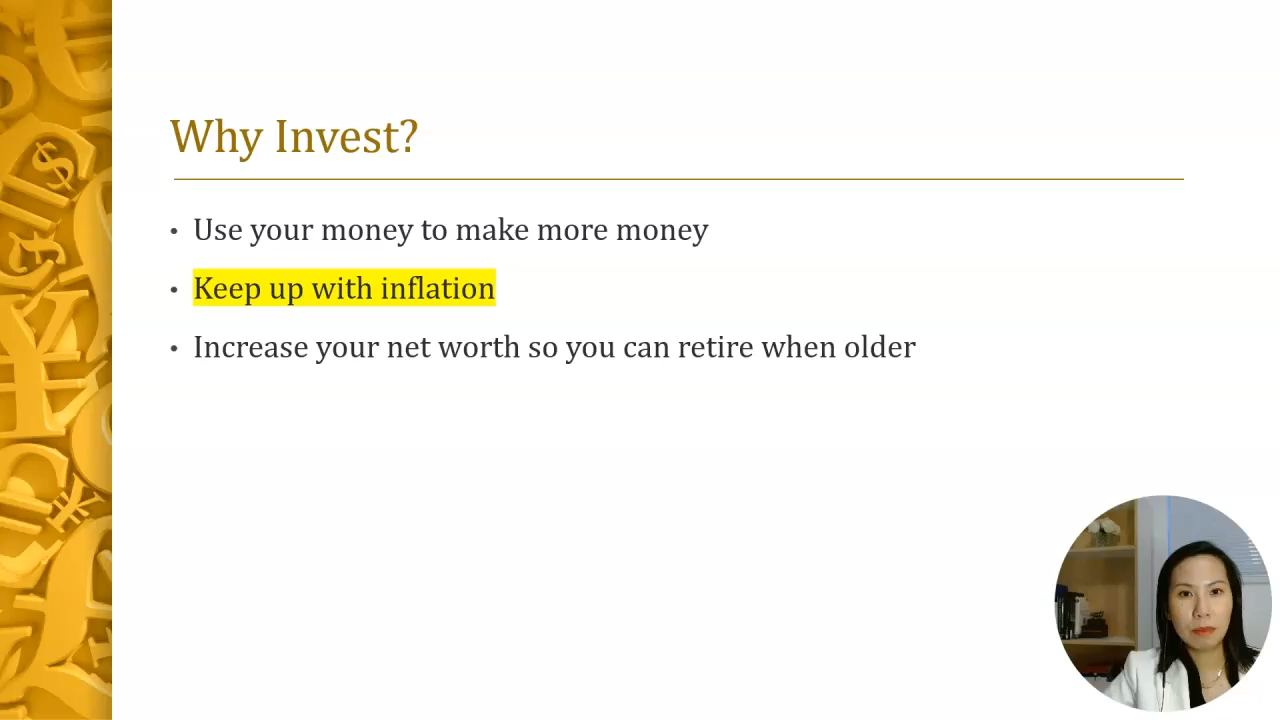 Why Invest?
• Use your money to make more money
• Keep up with inflation
• Increase your net worth so you can retire when older